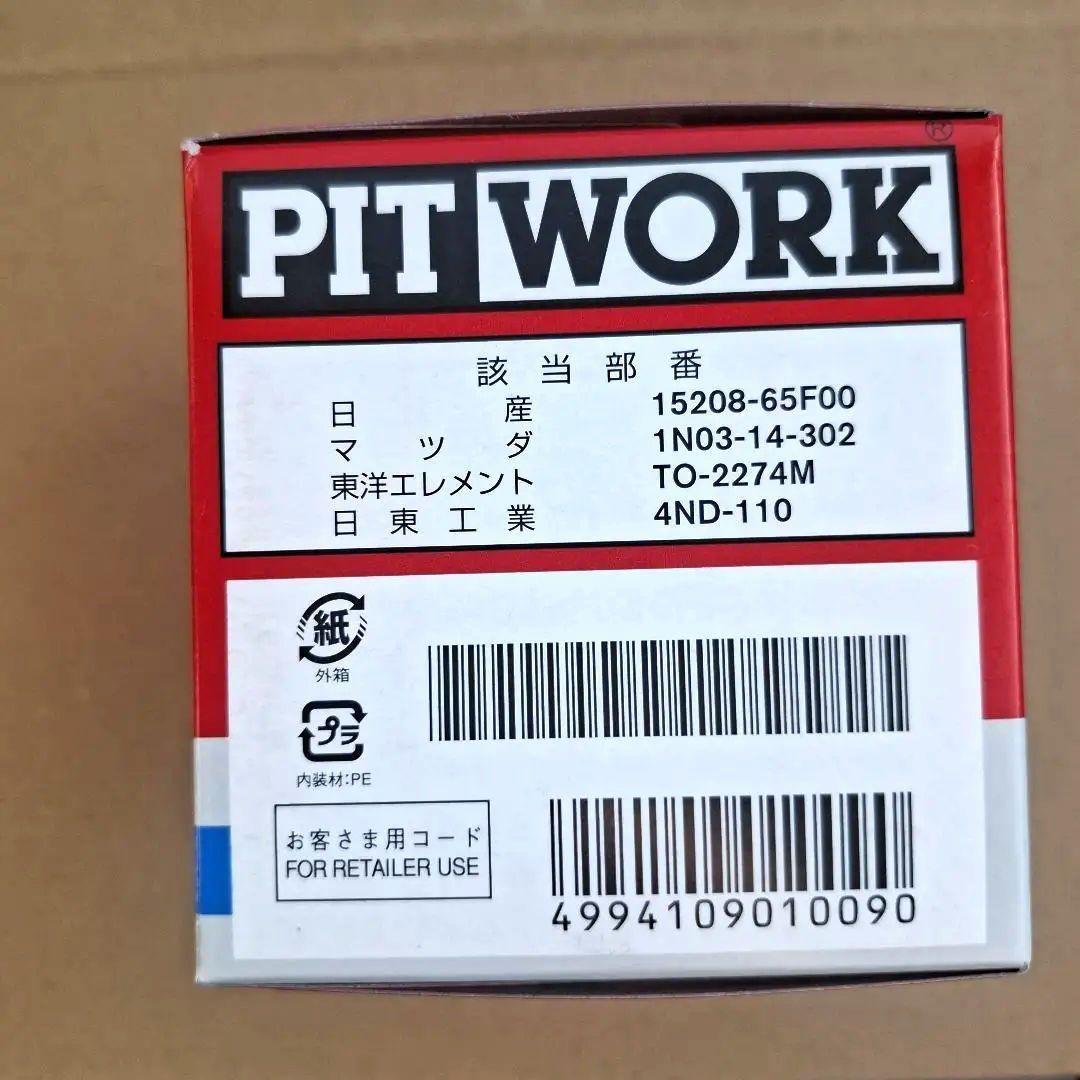 PIT WORK ®
該当部番
日産 15208-65F00
マツダ 1N03-14-302
東洋エレメント TO-2274M
日東工業 4ND-110
紙
外箱
プラ
内装材:PE
お客さま用コード
FOR RETAILER USE
4994109010090